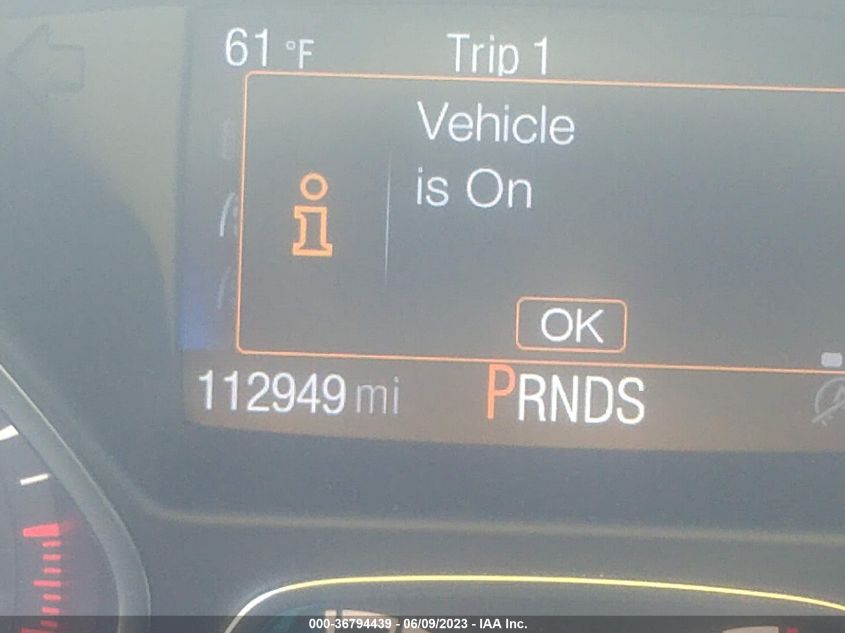 61 °F Trip 1
Vehicle
is On
OK
112949 mi PRNDS
000-36794439 - 06/09/2023 - IAA Inc.